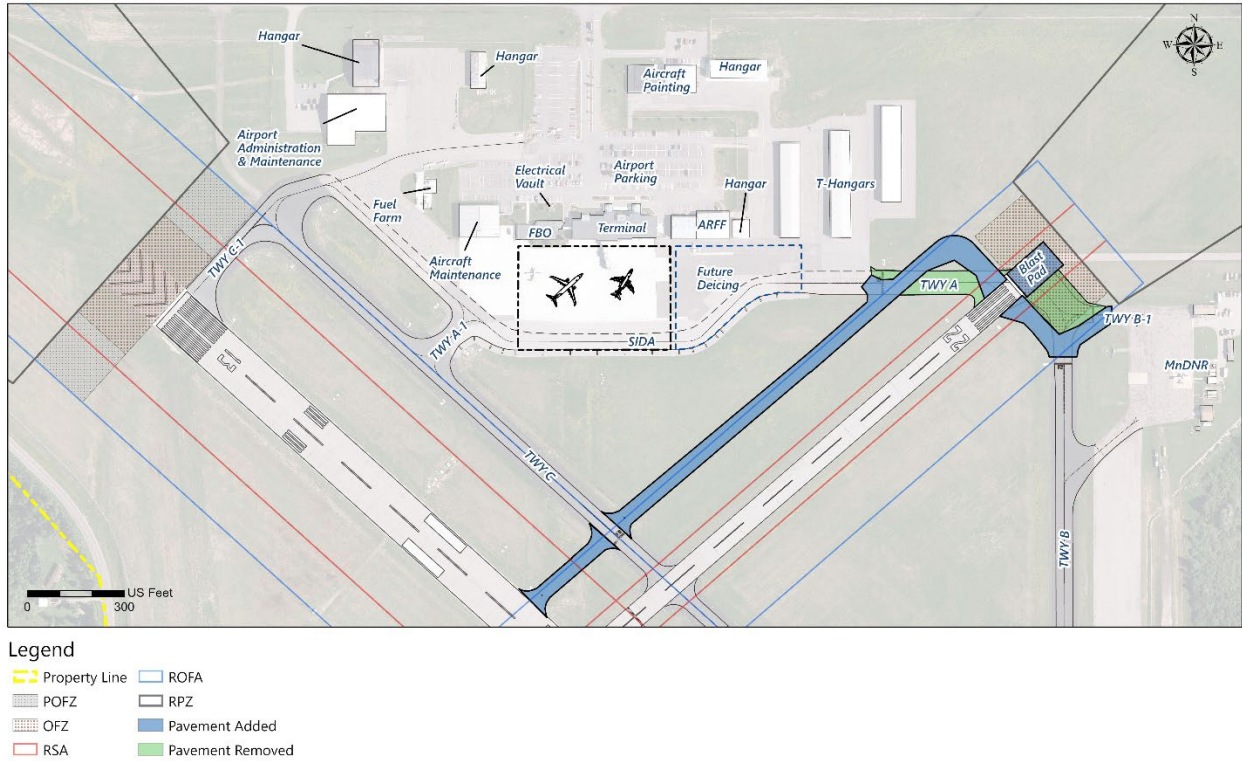 N
W E
S
Hangar
Hangar
Aircraft
Painting
Hangar
Airport
Administration
& Maintenance
Electrical
Vault
Airport
Parking
Hangar
T-Hangars
Fuel
Farm
FBO
Terminal
ARFF
Aircraft
Maintenance
Future
Deicing
SIDA
TWY C-1
TWY A-1
TWY A
Blast
Pad
TWY B-1
MnDNR
13
22
TWY C
TWY B
US Feet
0 300
Legend
Property Line
POFZ
OFZ
RSA
ROFA
RPZ
Pavement Added
Pavement Removed